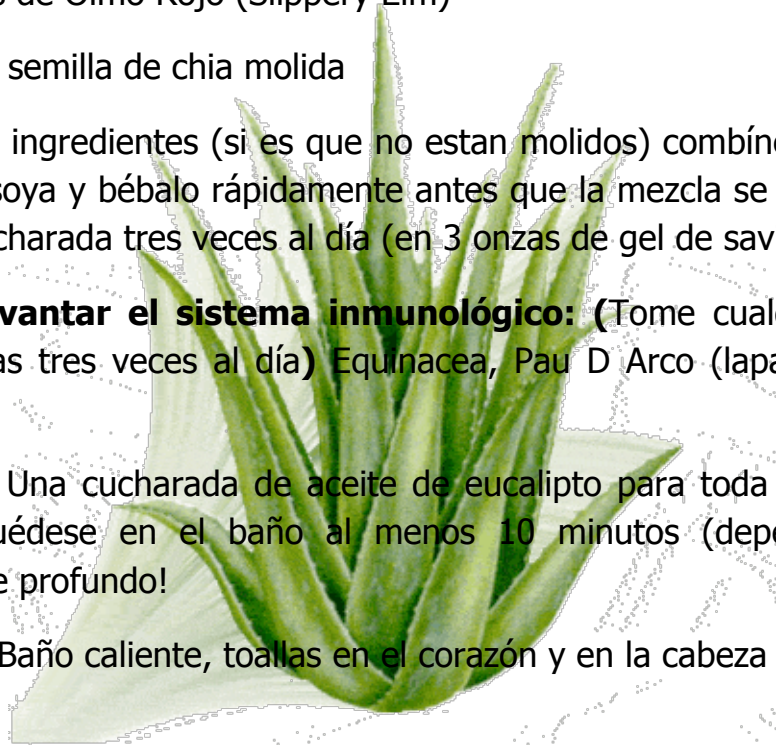 de Olmo Rojo (Slippery Elm)
semilla de chia molida
ingredientes (si es que no estan molidos) combín
soya y bébalo rápidamente antes que la mezcla se
charada tres veces al día (en 3 onzas de gel de sav
vantar el sistema inmunológico: (Tome cual
as tres veces al día) Equinacea, Pau D Arco (lapa
Una cucharada de aceite de eucalipto para toda
uédese en el baño al menos 10 minutos (dep
e profundo!
Baño caliente, toallas en el corazón y en la cabeza